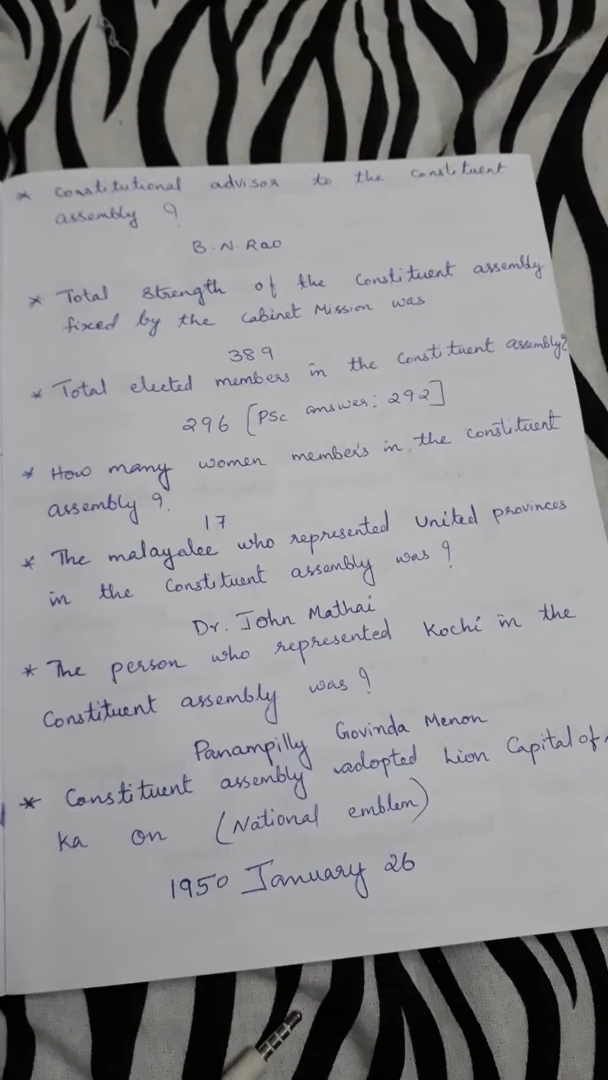 * Constitutional advisor to the constituent
assembly ?
B.N. Rao
* Total strength of the Constituent assembly
fixed by the Cabinet Mission was
389
* Total elected members in the Constituent assembly?
296 [PSC answer: 292]
* How many women members in the constituent
assembly ?
17
* The malayalee who represented United provinces
in the Constituent assembly was ?
Dr. John Mathai
* The person who represented Kochi in the
Constituent assembly was ?
Panampilly Govinda Menon
* Constituent assembly adopted Lion Capital of
ka on (National emblem)
1950 January 26